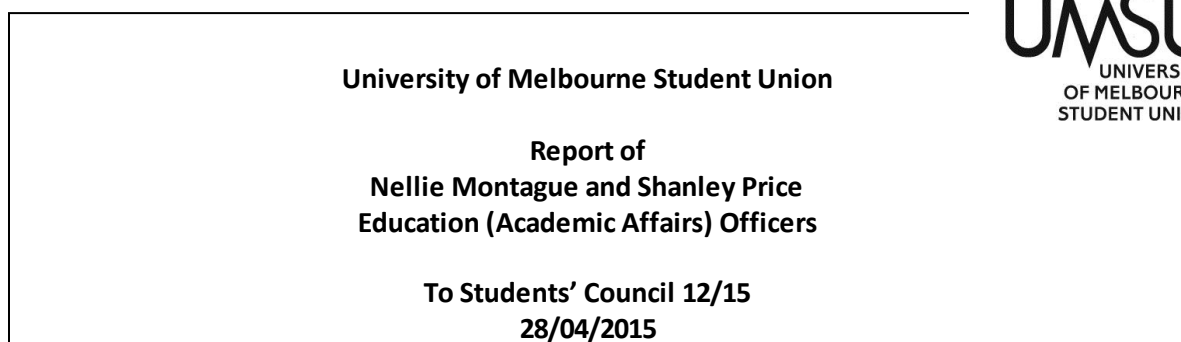 University of Melbourne Student Union
Report of
Nellie Montague and Shanley Price
Education (Academic Affairs) Officers
To Students’ Council 12/15
28/04/2015
UMSU
OF MELBOUR
STUDENT UNI
UNIVERS